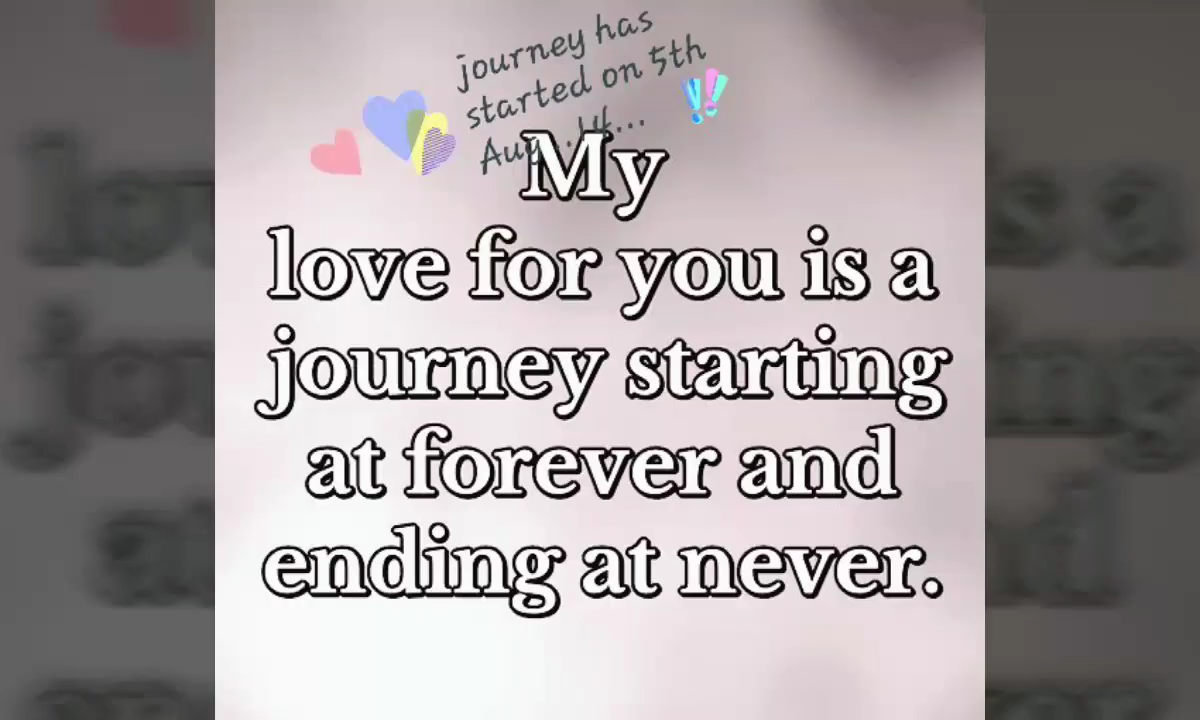 journey has
started on 5th
My
love for you is a
journey starting
at forever and
ending at never.